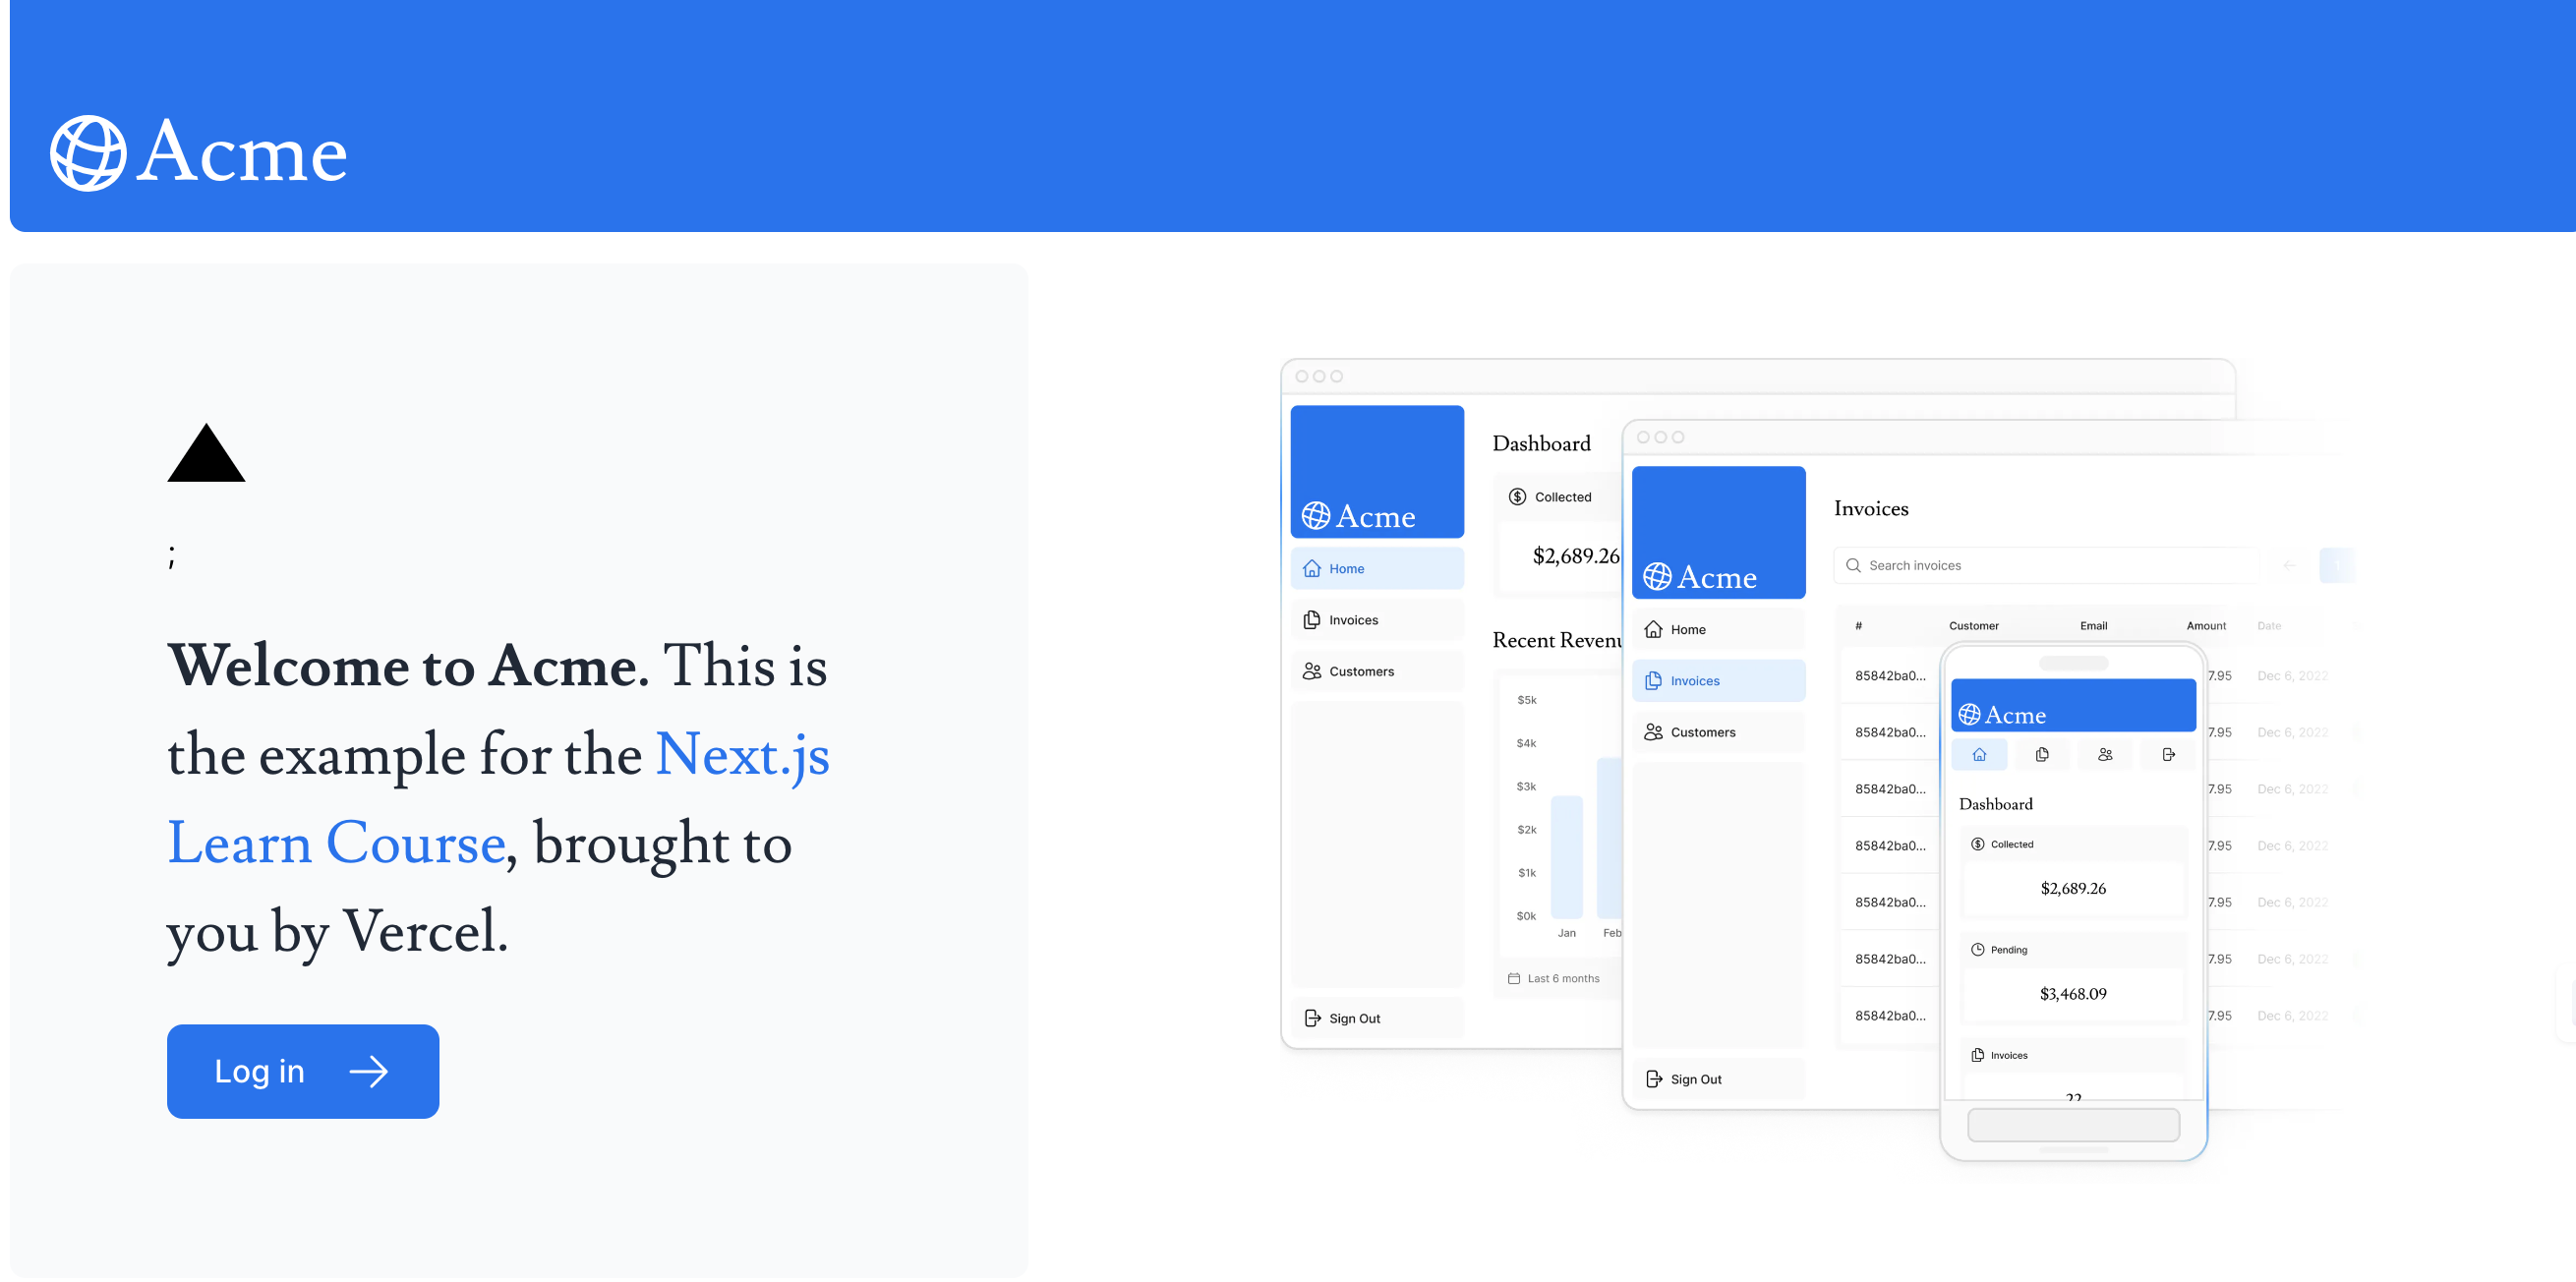 Acme
;
Welcome to Acme. This is
the example for the Next.js
Learn Course, brought to
you by Vercel.
Log in
Acme
Home
Invoices
Customers
Sign Out
Dashboard
Collected
$2,689.26
Recent
$5k
$4k
$3k
$2k
$1k
$0k
Jan
Feb
Last 6 months
Acme
Home
Invoices
Customers
Sign Out
Invoices
Search invoices
# Customer Email Amount Date
85842ba0... 7.95 Dec 6, 2022
85842ba0... 7.95 Dec 6, 2022
85842ba0... 7.95 Dec 6, 2022
85842ba0... 7.95 Dec 6, 2022
85842ba0... 7.95 Dec 6, 2022
85842ba0... 7.95 Dec 6, 2022
85842ba0... 7.95 Dec 6, 2022
Acme
Dashboard
Collected
$2,689.26
Pending
$3,468.09
Invoices
22